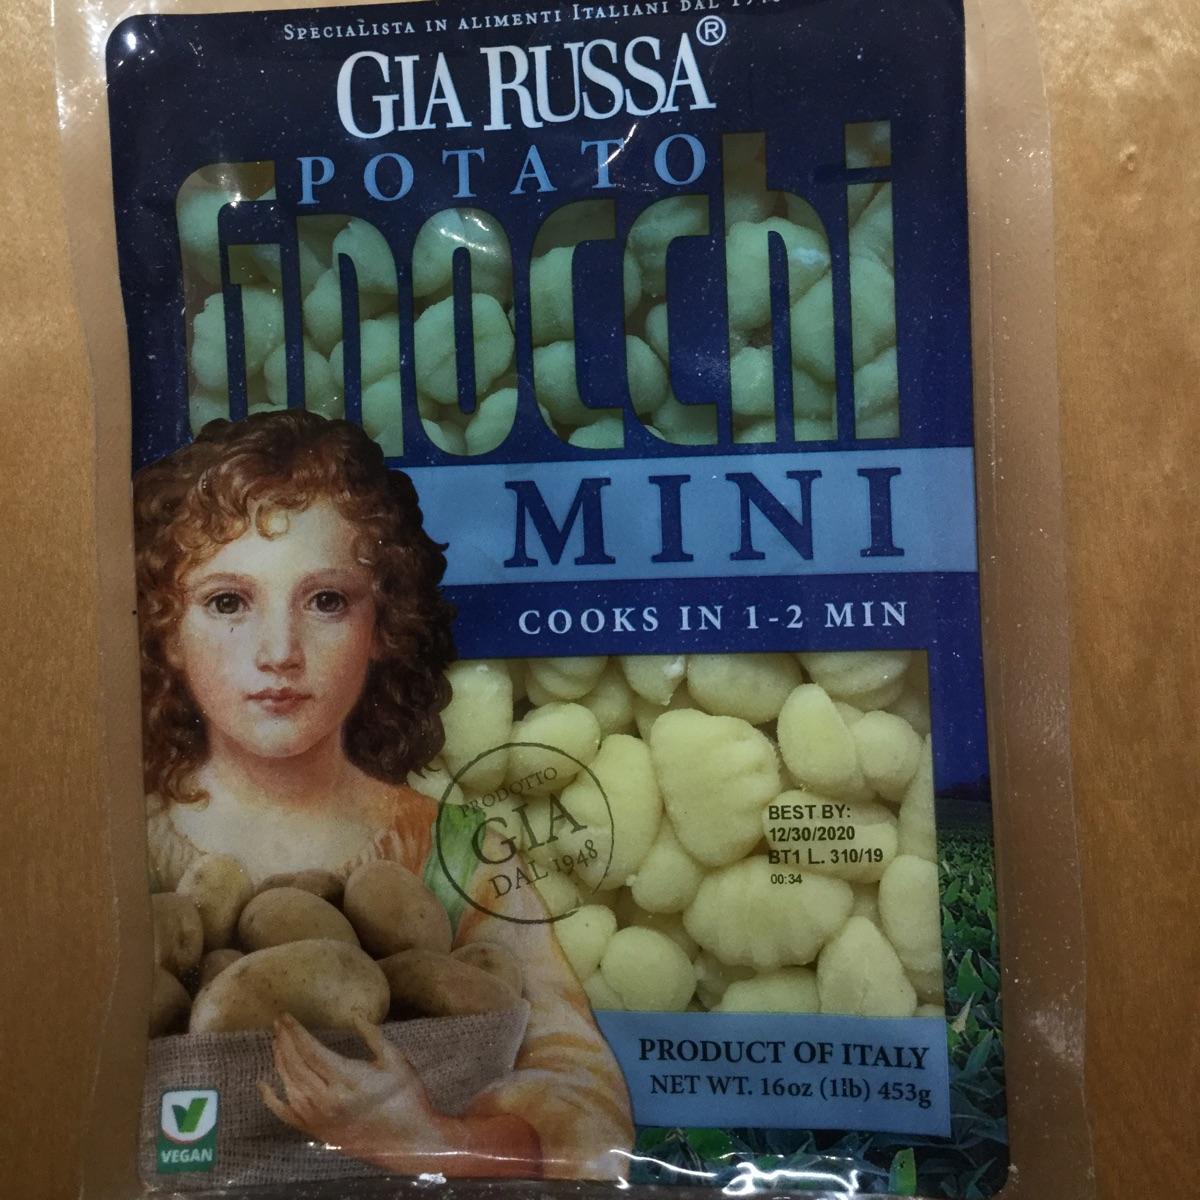 SPECIALISTA IN ALIMENTI ITALIANI DAL
GIA RUSSA®
POTATO
Gnocchi
MINI
COOKS IN 1-2 MIN
PRODOTTO
GIA
DAL 1948
BEST BY:
12/30/2020
BT1 L. 310/19
00:34
PRODUCT OF ITALY
NET WT. 16oz (1lb) 453g
VEGAN